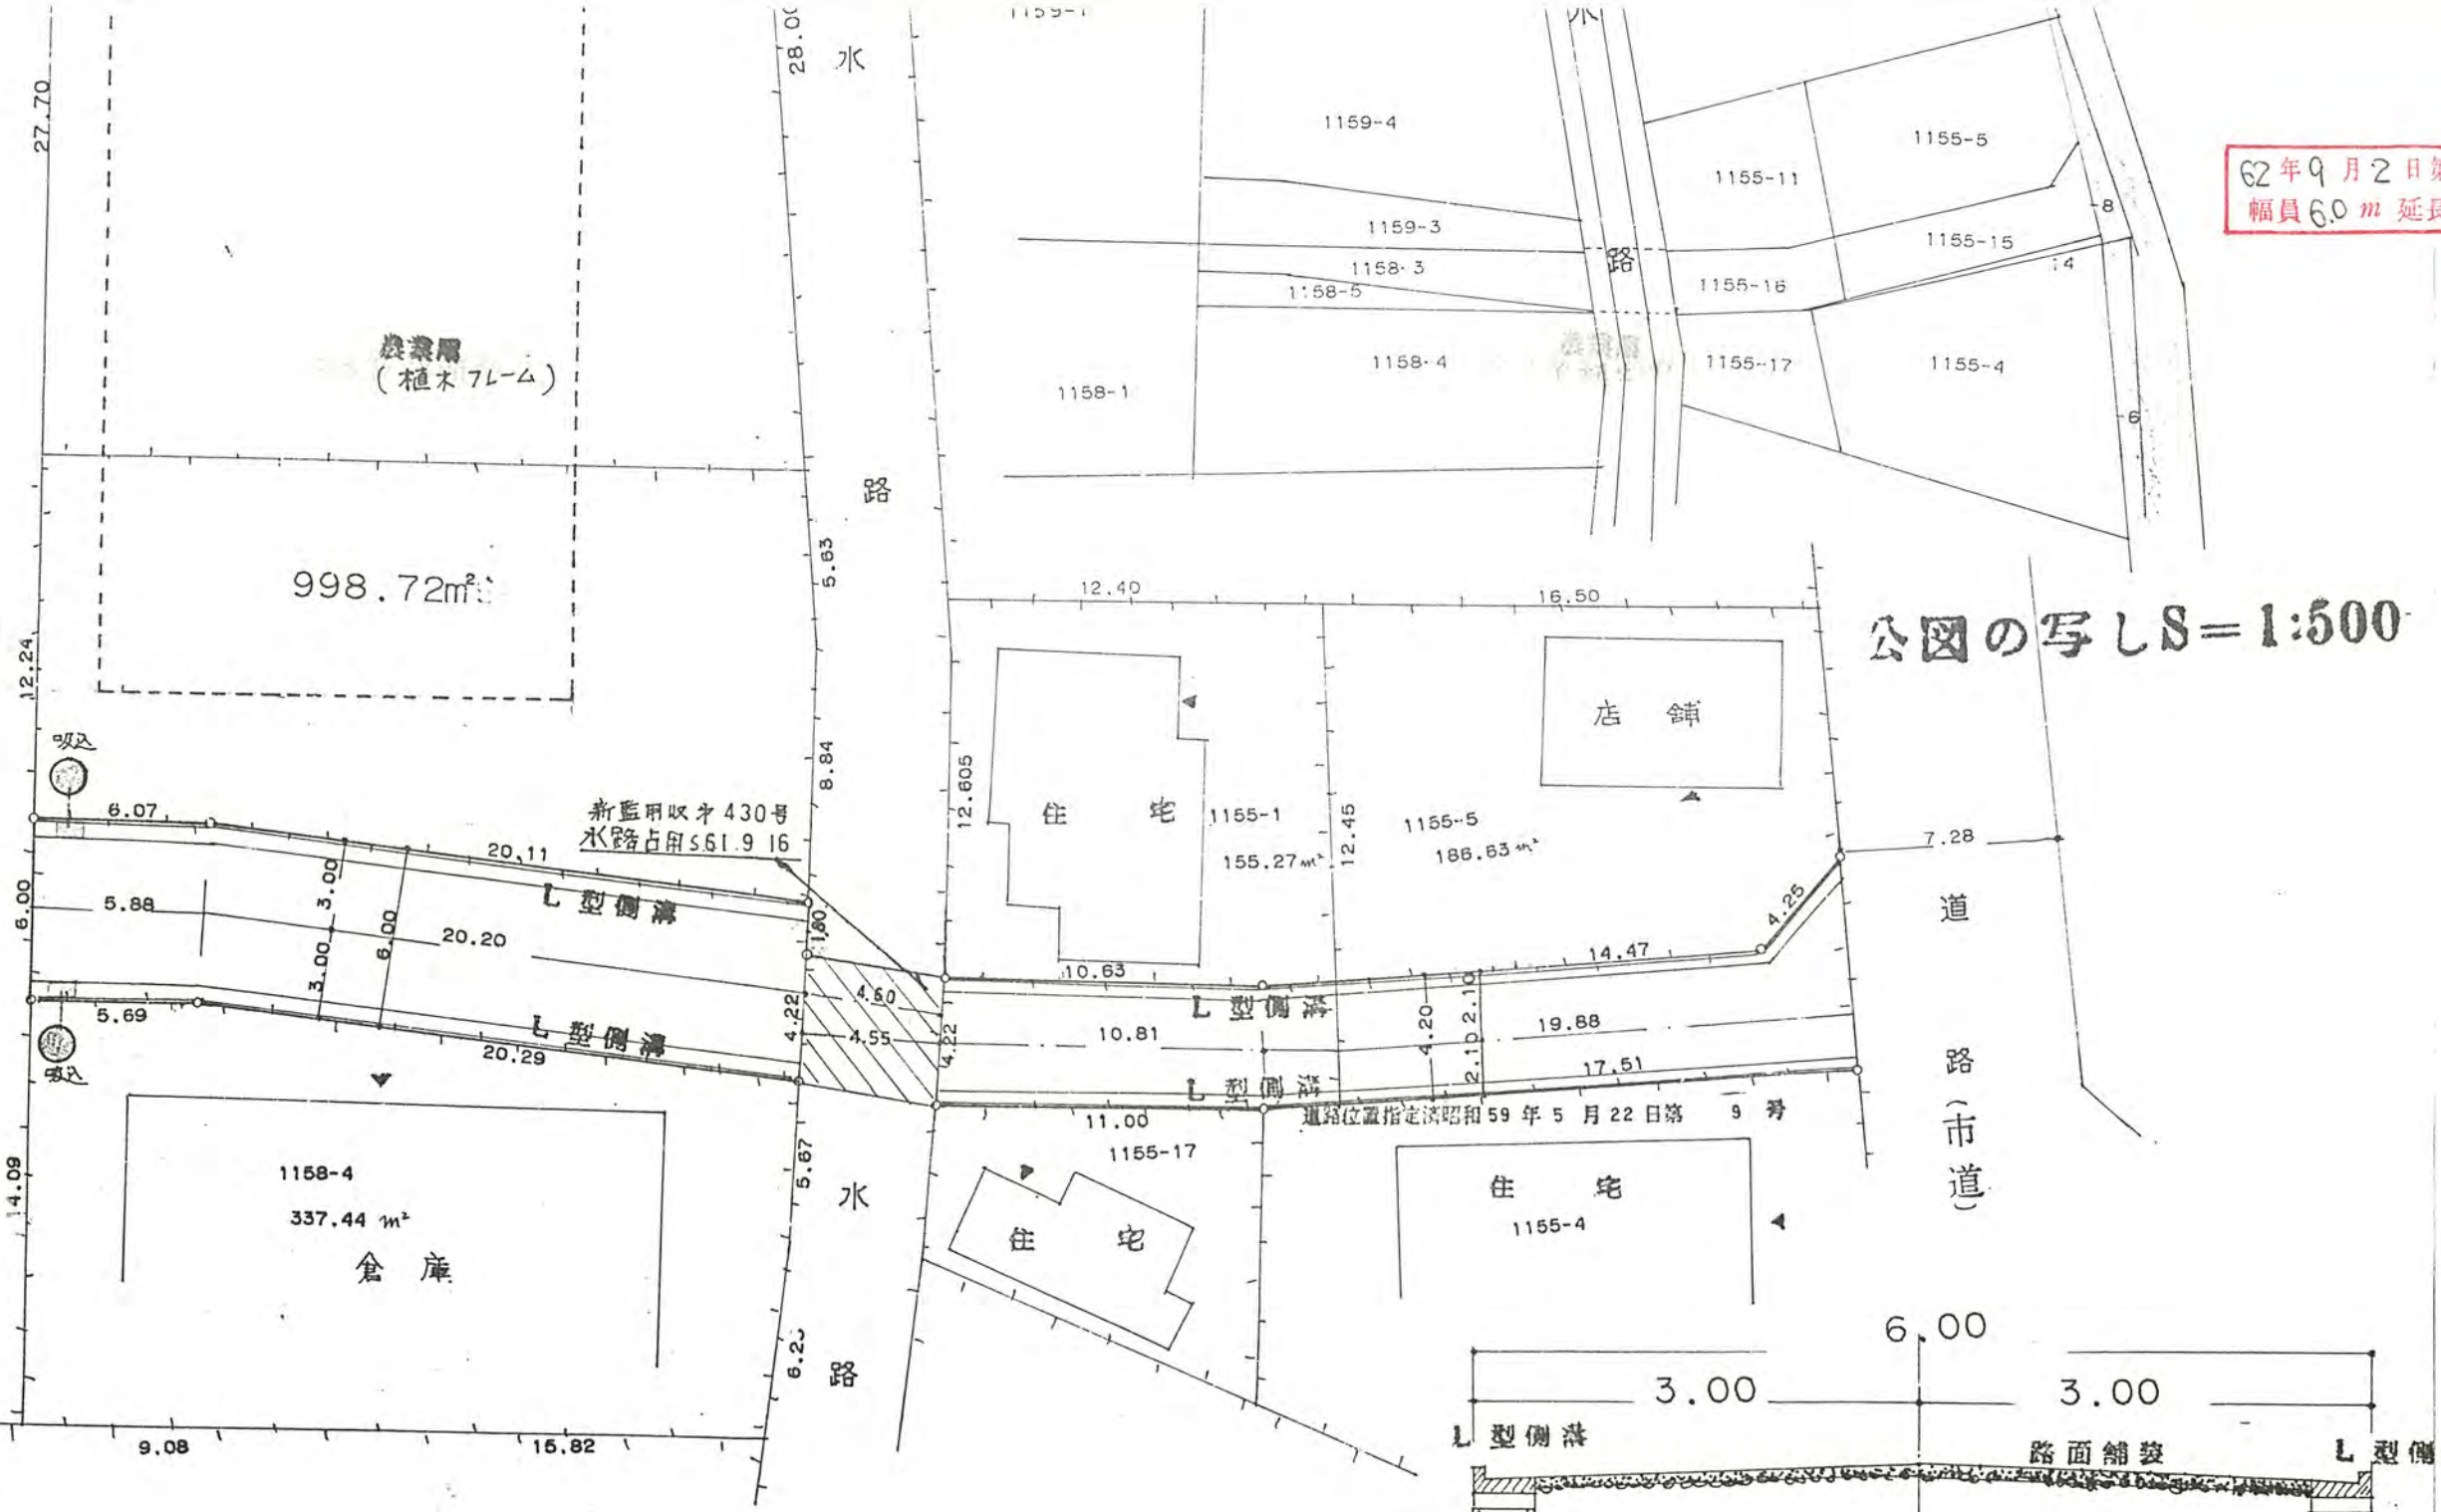 27.70
28.00
水
1159-1
水
1159-4
1155-5
1155-11
62年9月2日第
幅員6.0m 延長
8
1159-3
1155-15
路
1158-3
14
1158-5
1155-16
農業用
(植木フレーム)
1158-4
1155-17
1155-4
1158-1
6
路
5.63
998.72m²
12.40
16.50
公図の写しS=1:500
12.24
店舗
吸込
8.84
12.605
6.07
住宅
1155-1
155.27m²
12.45
1155-5
186.63m²
7.28
水路占用S61.9 16
20.11
3.00
6.00
5.88
L型側溝
1.80
4.25
道
3.00
6.00
20.20
10.63
14.47
4.60
L型側溝
4.22
4.55
4.22
10.81
4.20
2.10
2.10
19.88
5.69
L型側溝
20.29
L型側溝
17.51
路
吸込
11.00
道路位置指定済昭和59年5月22日第 9号
(市道)
14.09
1158-4
337.44 m²
倉庫
5.67
水
1155-17
住宅
住宅
1155-4
路
6.00
3.00
3.00
9.08
15.82
L型側溝
路面舗装
L型側